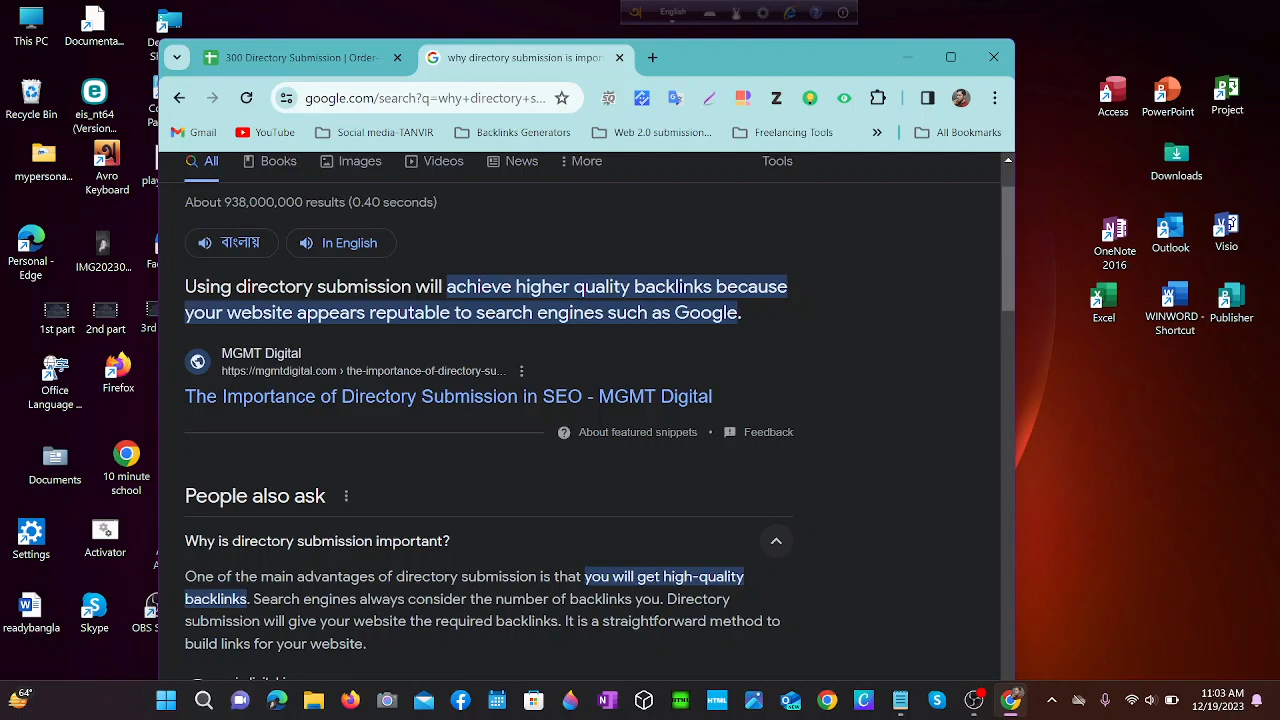 English
This PC
Documenta...
De
Sh
Recycle Bin
eis_nt64
(Version...
mypersona...
Avro
Keyboard
play
Personal -
Edge
IMG20230...
Fac
1st part
2nd part
3rd
Office
Language ...
Firefox
Documents
10 minute
school
Settings
Activator
A
readybangla
Skype
OBS S
300 Directory Submission | Order-
why directory submission is impor
google.com/search?q=why+directory+s...
Gmail
YouTube
Social media-TANVIR
Backlinks Generators
Web 2.0 submission...
Freelancing Tools
»
All Bookmarks
All
Books
Images
Videos
News
More
Tools
About 938,000,000 results (0.40 seconds)
বাংলায়
In English
Using directory submission will achieve higher quality backlinks because
your website appears reputable to search engines such as Google.
MGMT Digital
https://mgmtdigital.com › the-importance-of-directory-su...
The Importance of Directory Submission in SEO - MGMT Digital
About featured snippets
•
Feedback
People also ask
Why is directory submission important?
One of the main advantages of directory submission is that you will get high-quality
backlinks. Search engines always consider the number of backlinks you. Directory
submission will give your website the required backlinks. It is a straightforward method to
build links for your website.
Access
PowerPoint
Project
Downloads
OneNote
2016
Outlook
Visio
Excel
WINWORD -
Shortcut
Publisher
64°
11:03 AM
12/19/2023